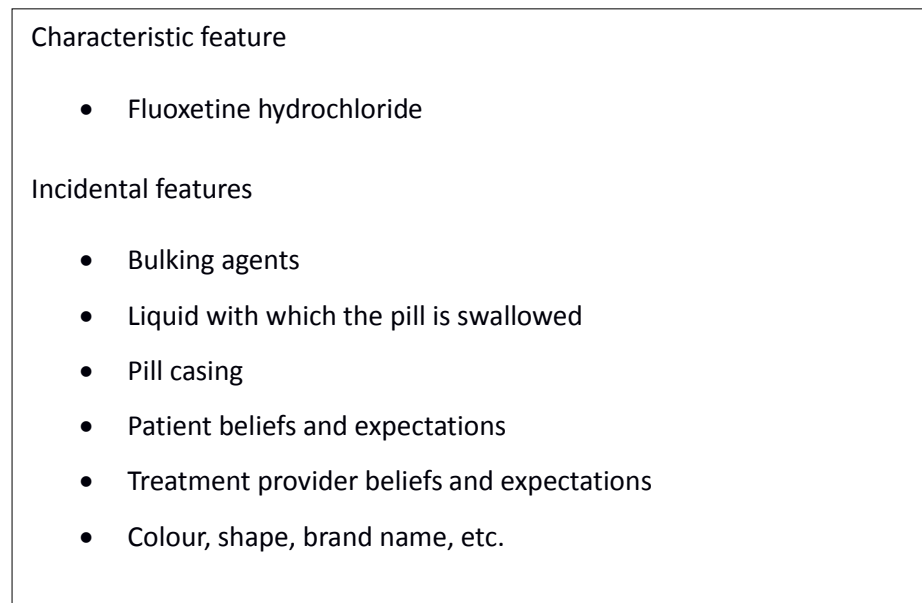 Characteristic feature
• Fluoxetine hydrochloride
Incidental features
• Bulking agents
• Liquid with which the pill is swallowed
• Pill casing
• Patient beliefs and expectations
• Treatment provider beliefs and expectations
• Colour, shape, brand name, etc.